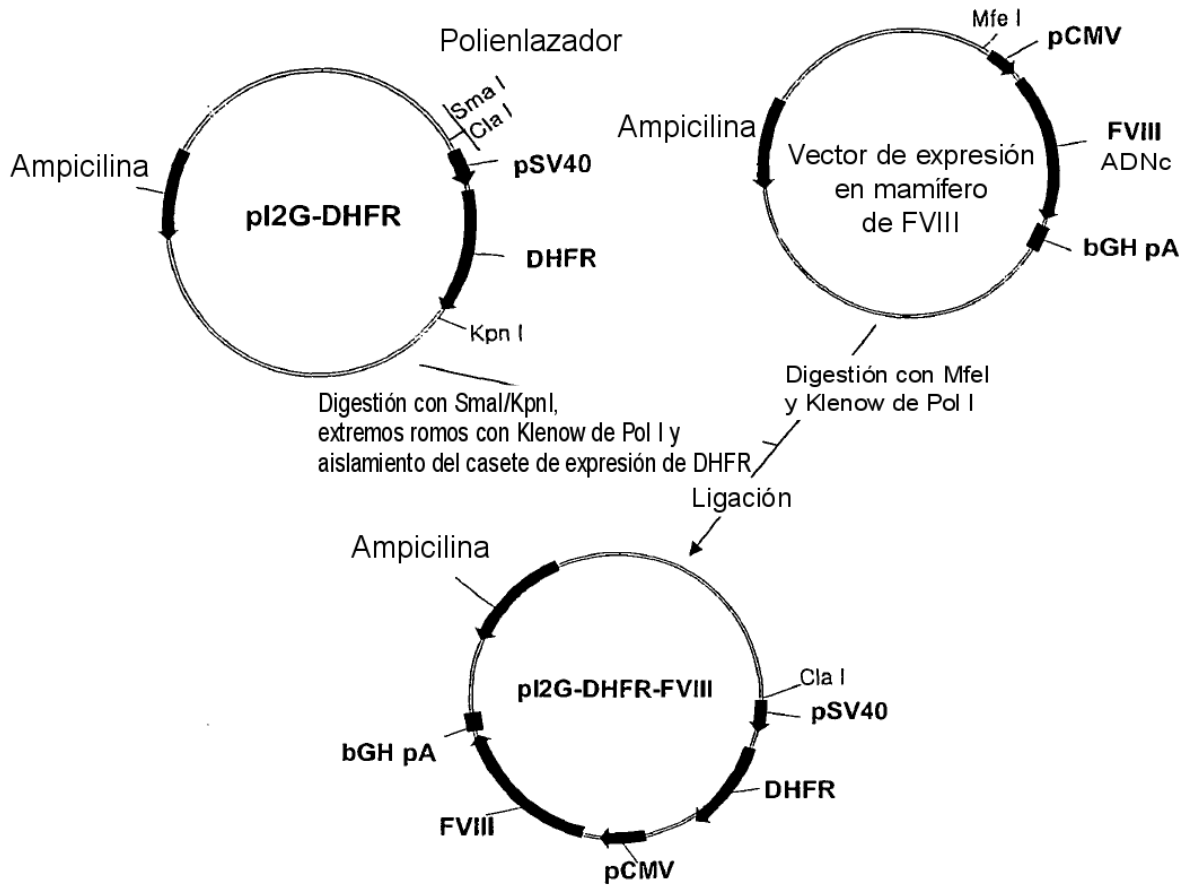 Polienlazador
Sma I
Cla I
Ampicilina
pSV40
pI2G-DHFR
DHFR
Kpn I
Digestión con SmaI/KpnI,
extremos romos con Klenow de Pol I y
aislamiento del casete de expresión de DHFR
Mfe I
pCMV
Ampicilina
FVIII
ADNc
Vector de expresión
en mamífero
de FVIII
bGH pA
Digestión con MfeI
y Klenow de Pol I
Ligación
Ampicilina
Cla I
pI2G-DHFR-FVIII
pSV40
bGH pA
DHFR
FVIII
pCMV